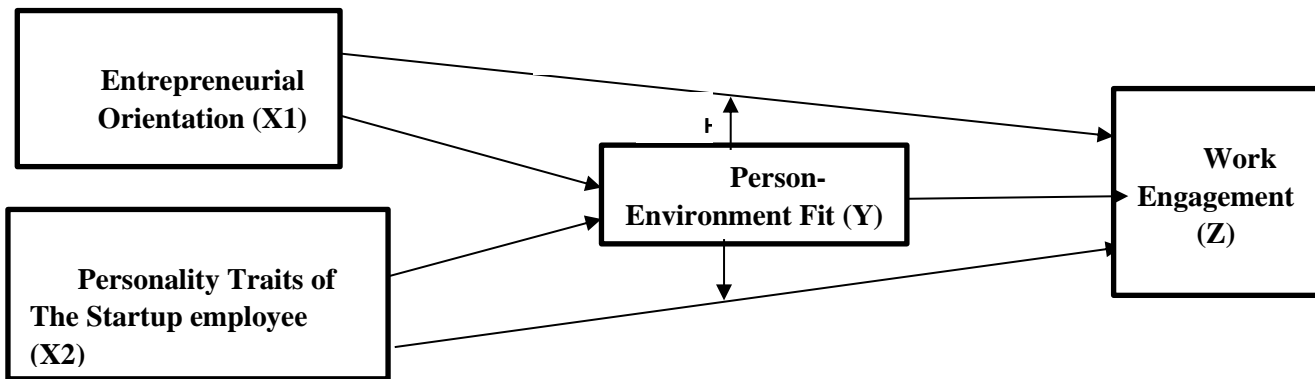 Entrepreneurial
Orientation (X1)
Person-
Environment Fit (Y)
Work
Engagement
(Z)
Personality Traits of
The Startup employee
(X2)